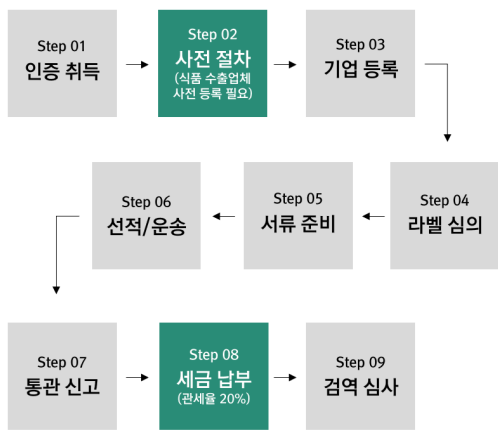 Step 01
인증 취득
Step 02
사전 절차
(식품 수출업체
사전 등록 필요)
Step 03
기업 등록
Step 04
라벨 심의
Step 05
서류 준비
Step 06
선적/운송
Step 07
통관 신고
Step 08
세금 납부
(관세율 20%)
Step 09
검역 심사